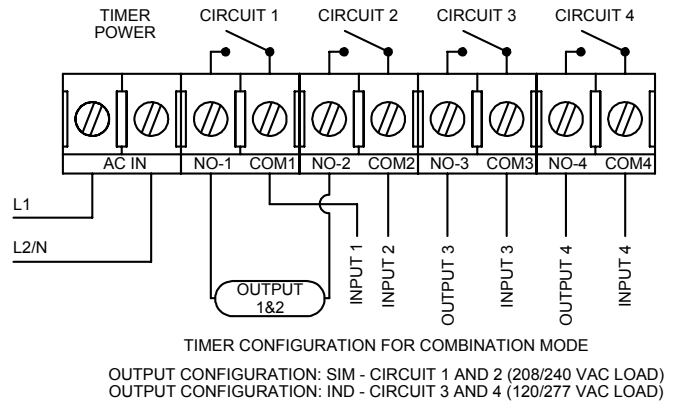 TIMER POWER CIRCUIT 1 CIRCUIT 2 CIRCUIT 3 CIRCUIT 4
AC IN NO-1 COM1 NO-2 COM2 NO-3 COM3 NO-4 COM4
L1
L2/N
OUTPUT
1&2
INPUT 1
INPUT 2
OUTPUT 3
INPUT 3
OUTPUT 4
INPUT 4
TIMER CONFIGURATION FOR COMBINATION MODE
OUTPUT CONFIGURATION: SIM - CIRCUIT 1 AND 2 (208/240 VAC LOAD)
OUTPUT CONFIGURATION: IND - CIRCUIT 3 AND 4 (120/277 VAC LOAD)